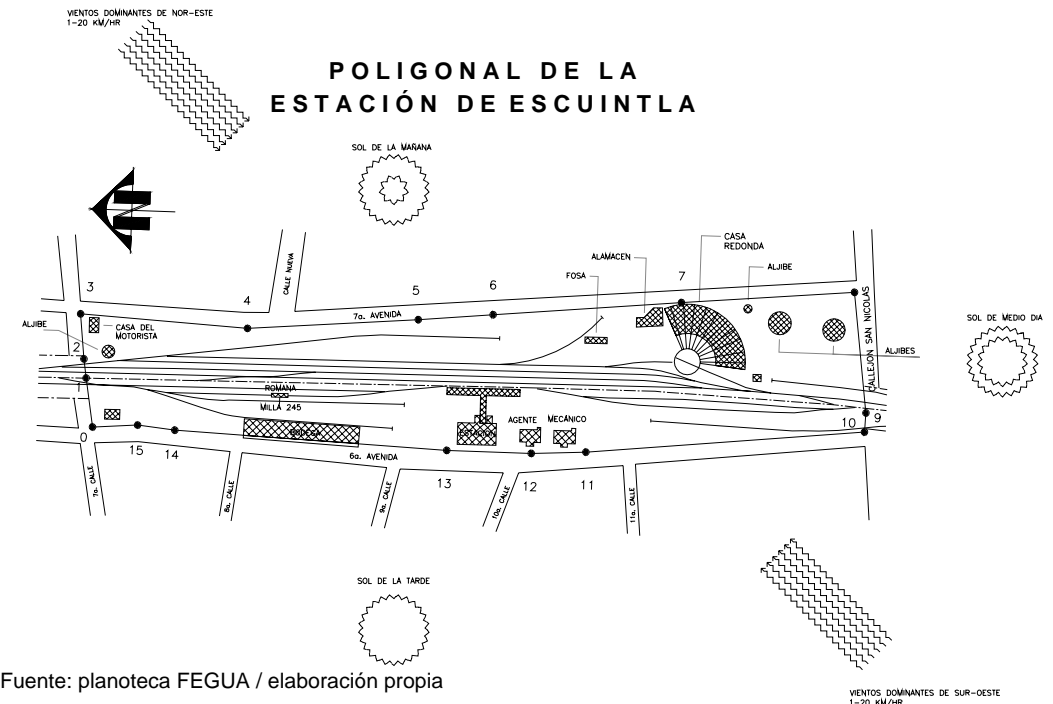 VIENTOS DOMINANTES DE NOR-ESTE
1-20 KM/HR
POLIGONAL DE LA
ESTACIÓN DE ESCUINTLA
SOL DE LA MAÑANA
CALLE NUEVA
CASA
REDONDA
ALAMACEN
ALJIBE
FOSA
3
4
5
6
7
7a. AVENIDA
ALJIBE
CASA DEL
MOTORISTA
2
1
CALLEJON SAN NICOLAS
SOL DE MEDIO DIA
ALJIBES
ROMANA
MILLA 245
BODEGA
ESTACION
AGENTE
MECÁNICO
0
15
14
6a. AVENIDA
13
12
11
10
9
7a. CALLE
8a. CALLE
9a. CALLE
10a. CALLE
11a. CALLE
SOL DE LA TARDE
Fuente: planoteca FEGUA / elaboración propia
VIENTOS DOMINANTES DE SUR-OESTE
1-20 KM/HR